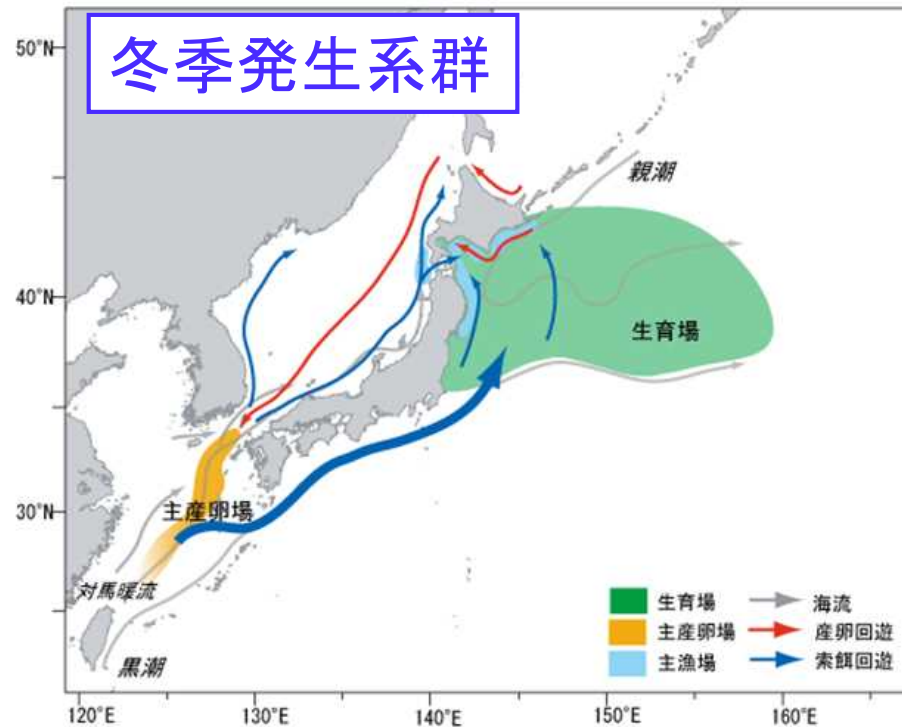 冬季発生系群
50°N
40°N
30°N
親潮
生育場
主産卵場
対馬暖流
黒潮
生育場
海流
主産卵場
産卵回遊
主漁場
索餌回遊
120°E
130°E
140°E
150°E
160°E